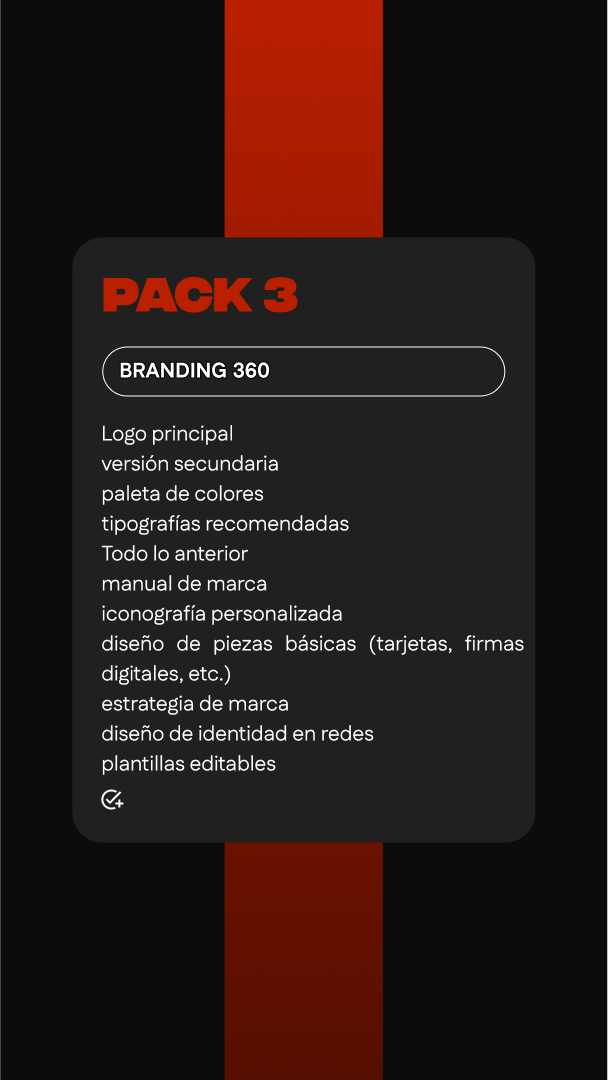 PACK 3
BRANDING 360
Logo principal
versión secundaria
paleta de colores
tipografías recomendadas
Todo lo anterior
manual de marca
iconografía personalizada
diseño de piezas básicas (tarjetas, firmas
digitales, etc.)
estrategia de marca
diseño de identidad en redes
plantillas editables